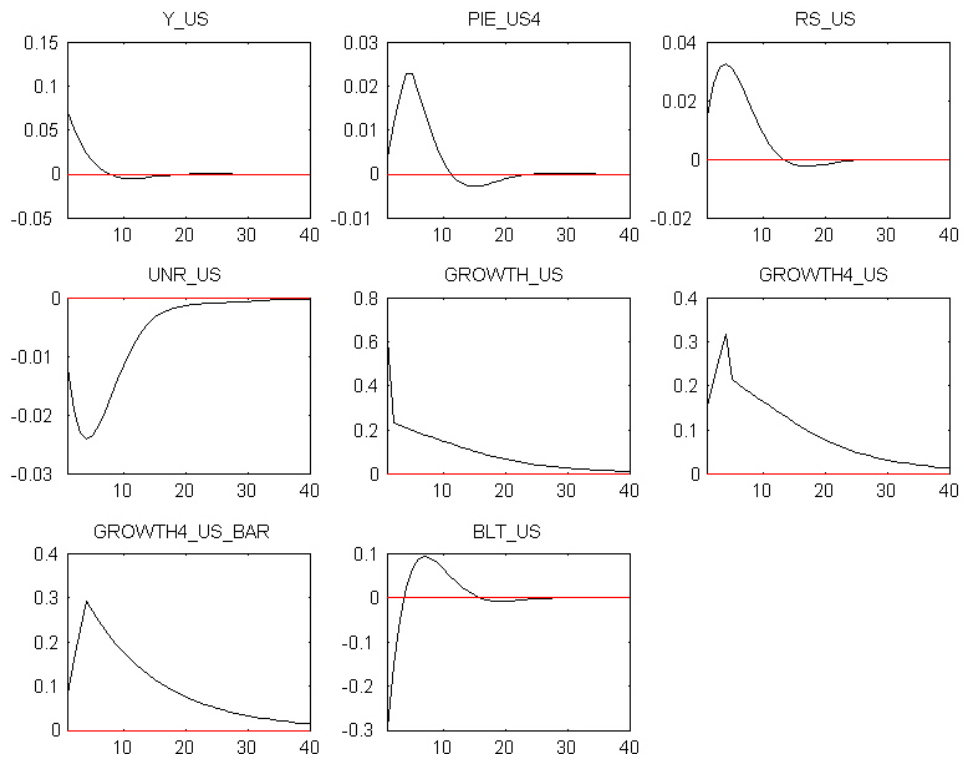 Y_US PIE_US4 RS_US
0.15 0.03 0.04
0.1 0.02
0.05 0.01 0.02
0 0 0
-0.05 -0.01 -0.02
10 20 30 40 10 20 30 40 10 20 30 40
UNR_US GROWTH_US GROWTH4_US
0 0.8 0.4
-0.01 0.6 0.3
0.4 0.2
-0.02 0.2 0.1
-0.03 0 0
10 20 30 40 10 20 30 40 10 20 30 40
GROWTH4_US_BAR BLT_US
0.4 0.1
0.3 0
0.2 -0.1
0.1 -0.2
0 -0.3
10 20 30 40 10 20 30 40